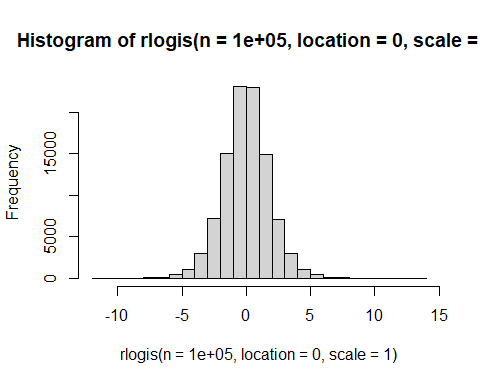 Histogram of rlogis(n = 1e+05, location = 0, scale =
Frequency
15000
5000
0
-10 -5 0 5 10 15
rlogis(n = 1e+05, location = 0, scale = 1)